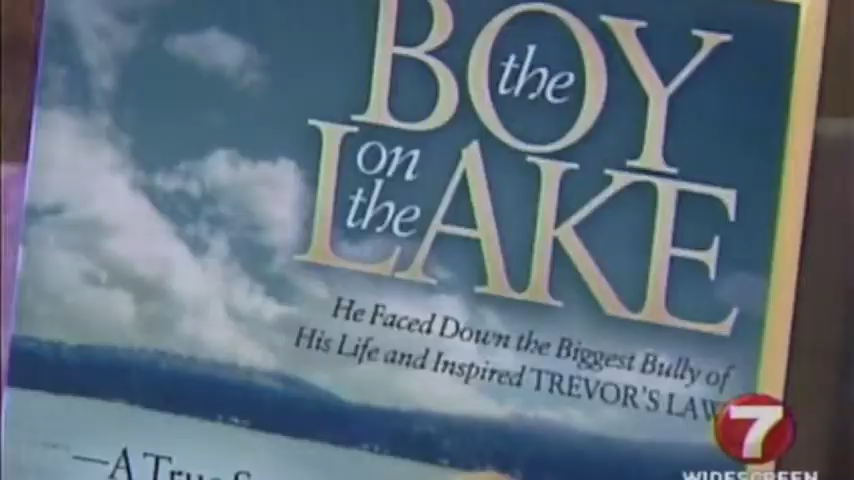 the
BOY
on
the
LAKE
He Faced Down the Biggest Bully of
His Life and Inspired TREVOR'S LAW
—A True
7
WIDESCREEN